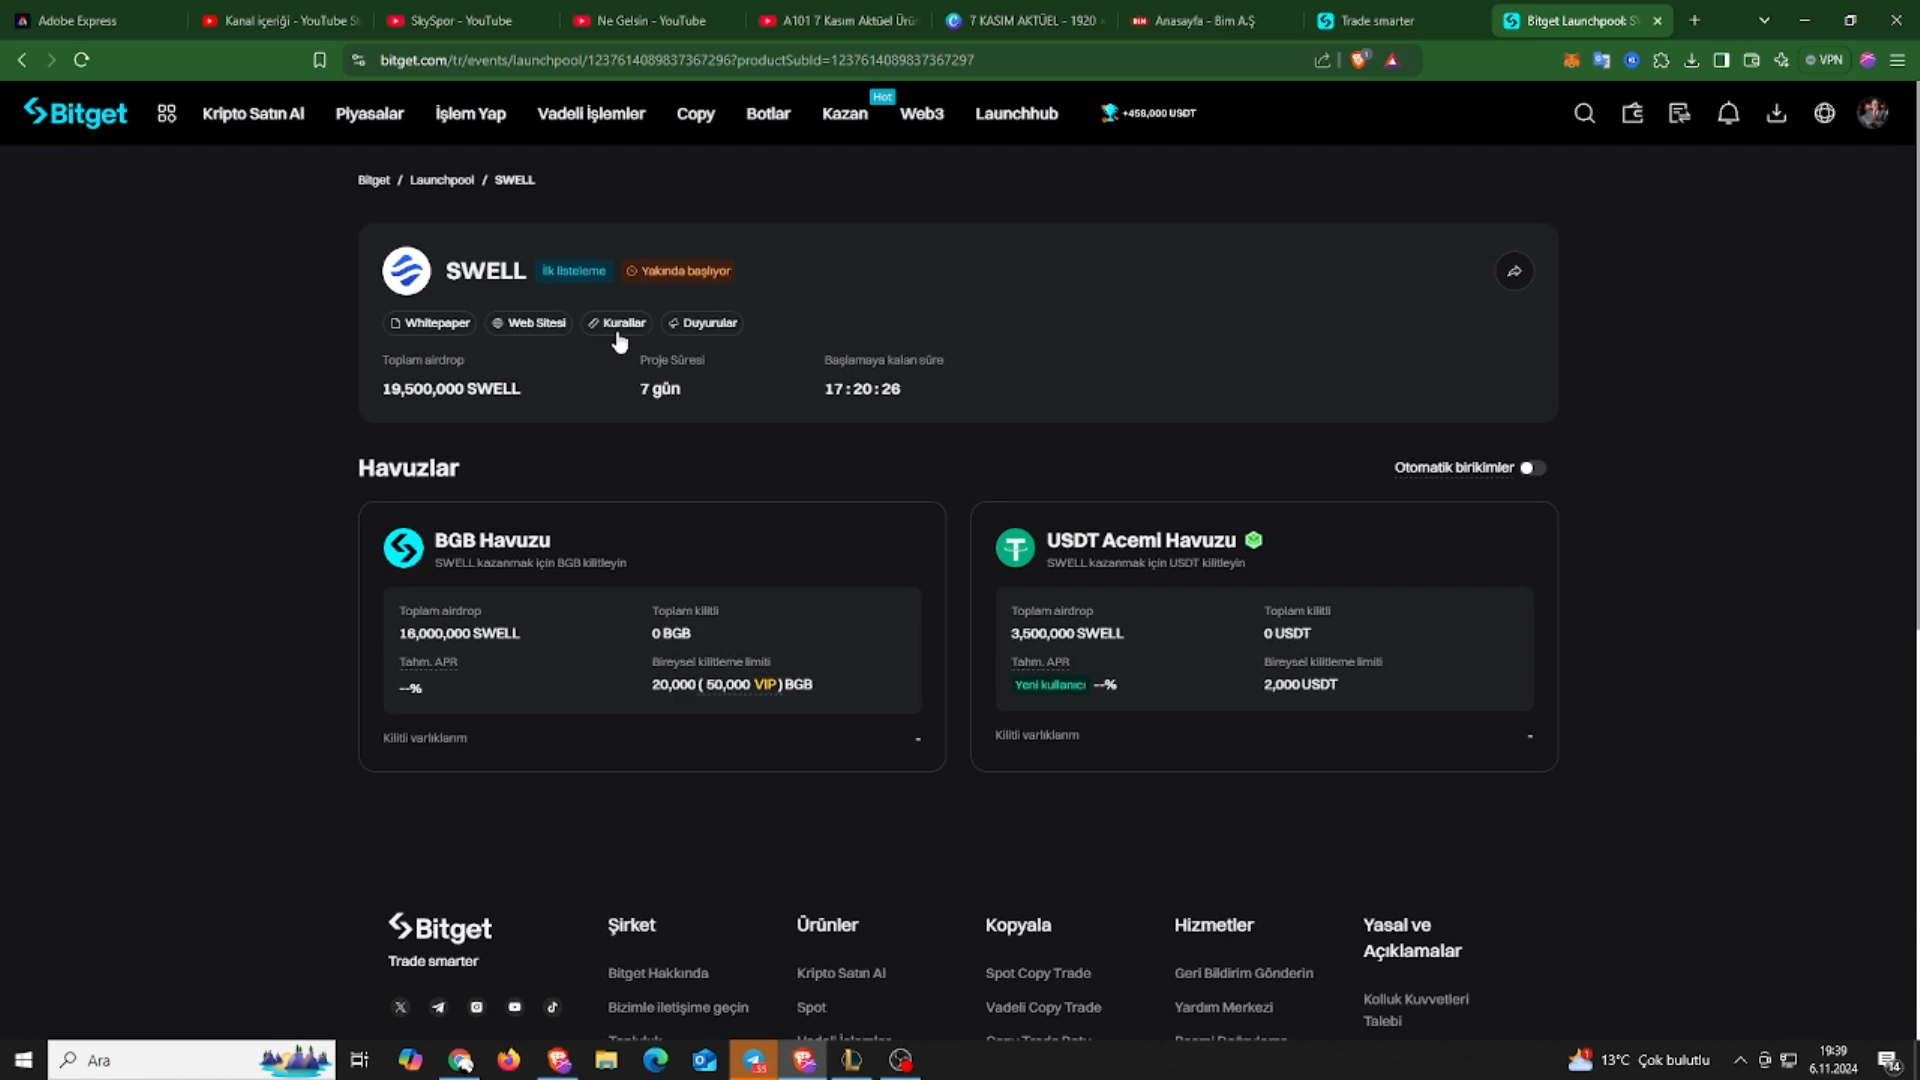 Adobe Express
Kanal içeriği - YouTube St
SkySpor - YouTube
Ne Gelsin - YouTube
A101 7 Kasım Aktüel Ürü
7 KASIM AKTÜEL - 1920
Anasayfa - Bim A.Ş
Trade smarter
Bitget Launchpool: S
bitget.com/tr/events/launchpool/1237614089837367296?productSubId=1237614089837367297
VPN
Bitget
Kripto Satın Al
Piyasalar
İşlem Yap
Vadeli İşlemler
Copy
Botlar
Kazan
Hot
Web3
Launchhub
+458,000 USDT
Bitget / Launchpool / SWELL
SWELL
İlk listeleme
Yakında başlıyor
Whitepaper
Web Sitesi
Kurallar
Duyurular
Toplam airdrop
Proje Süresi
Başlamaya kalan süre
19,500,000 SWELL
7 gün
17 : 20 : 26
Havuzlar
Otomatik birikimler
BGB Havuzu
SWELL kazanmak için BGB kilitleyin
Toplam airdrop
Toplam kilitli
16,000,000 SWELL
0 BGB
Tahm. APR
Bireysel kilitleme limiti
--%
20,000 ( 50,000 VIP ) BGB
Kilitli varlıklarım
-
USDT Acemi Havuzu
SWELL kazanmak için USDT kilitleyin
Toplam airdrop
Toplam kilitli
3,500,000 SWELL
0 USDT
Tahm. APR
Bireysel kilitleme limiti
Yeni kullanıcı --%
2,000 USDT
Kilitli varlıklarım
-
Bitget
Trade smarter
Şirket
Bitget Hakkında
Bizimle iletişime geçin
Topluluk
Ürünler
Kripto Satın Al
Spot
Vadeli İşlemler
Kopyala
Spot Copy Trade
Vadeli Copy Trade
Hizmetler
Geri Bildirim Gönderin
Yardım Merkezi
Yasal ve
Açıklamalar
Kolluk Kuvvetleri
Talebi
Ara
13°C Çok bulutlu
19:39
6.11.2024
14